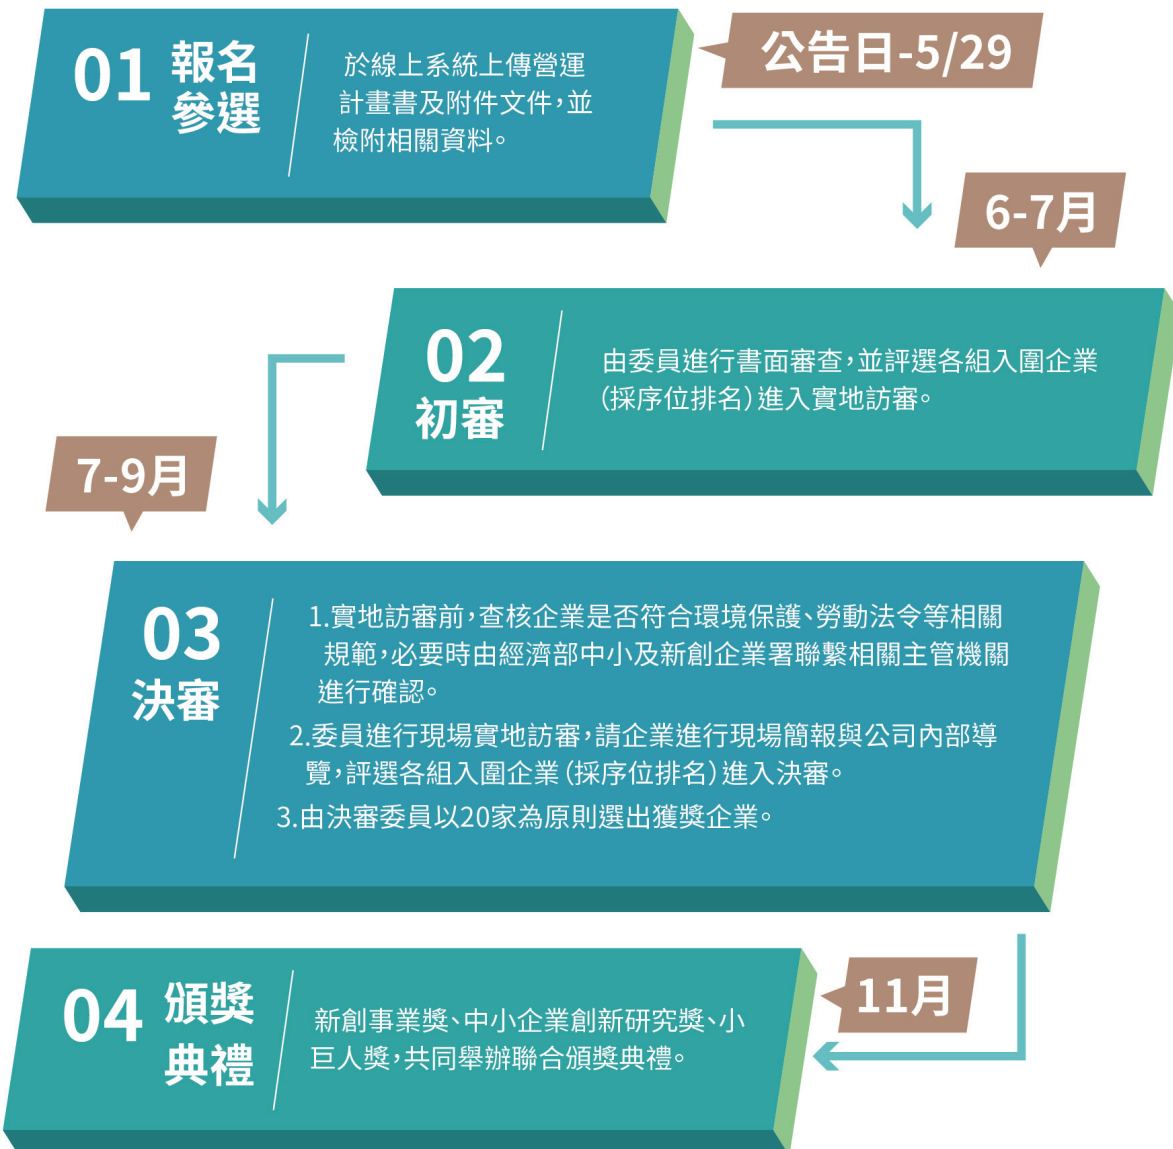 01 報名
參選
於線上系統上傳營運
計畫書及附件文件，並
檢附相關資料。
公告日-5/29
6-7月
02
初審
由委員進行書面審查，並評選各組入圍企業
(採序位排名)進入實地訪審。
7-9月
03
決審
1.實地訪審前，查核企業是否符合環境保護、勞動法令等相關
規範，必要時由經濟部中小及新創企業署聯繫相關主管機關
進行確認。
2.委員進行現場實地訪審，請企業進行現場簡報與公司內部導
覽，評選各組入圍企業(採序位排名)進入決審。
3.由決審委員以20家為原則選出獲獎企業。
04 頒獎
典禮
新創事業獎、中小企業創新研究獎、小
巨人獎，共同舉辦聯合頒獎典禮。
11月